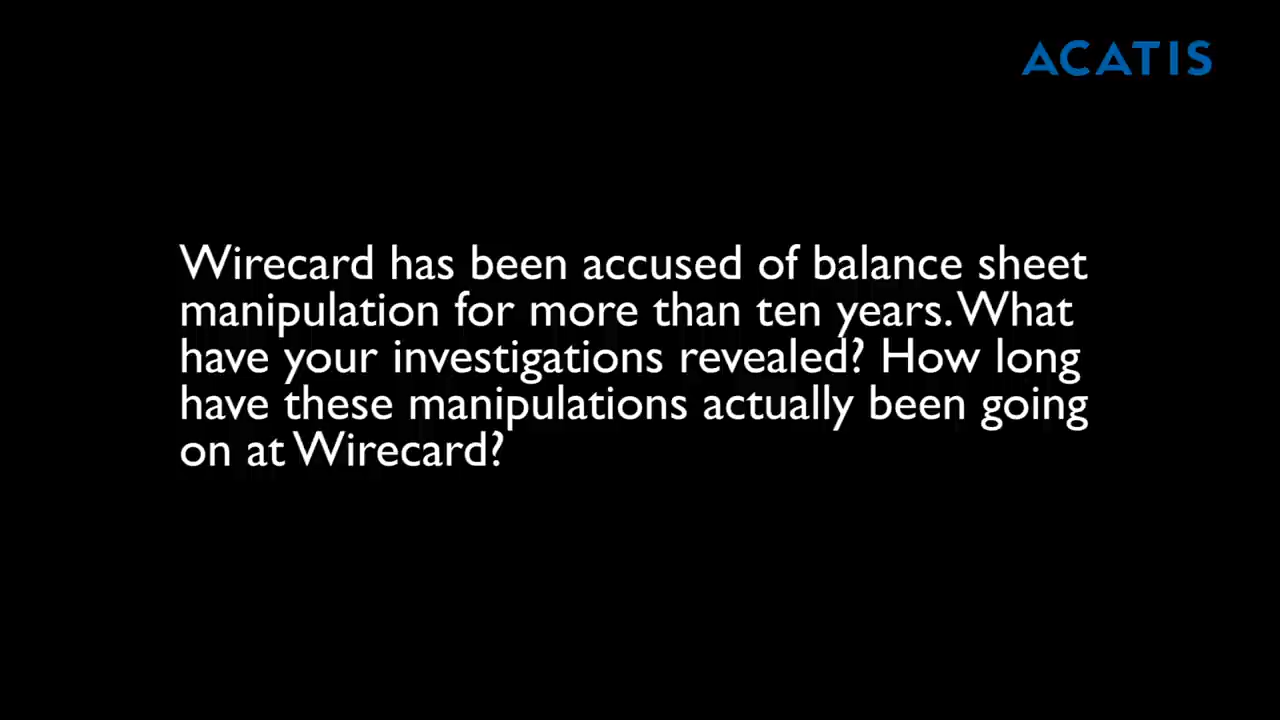 ACATIS
Wirecard has been accused of balance sheet
manipulation for more than ten years. What
have your investigations revealed? How long
have these manipulations actually been going
on at Wirecard?